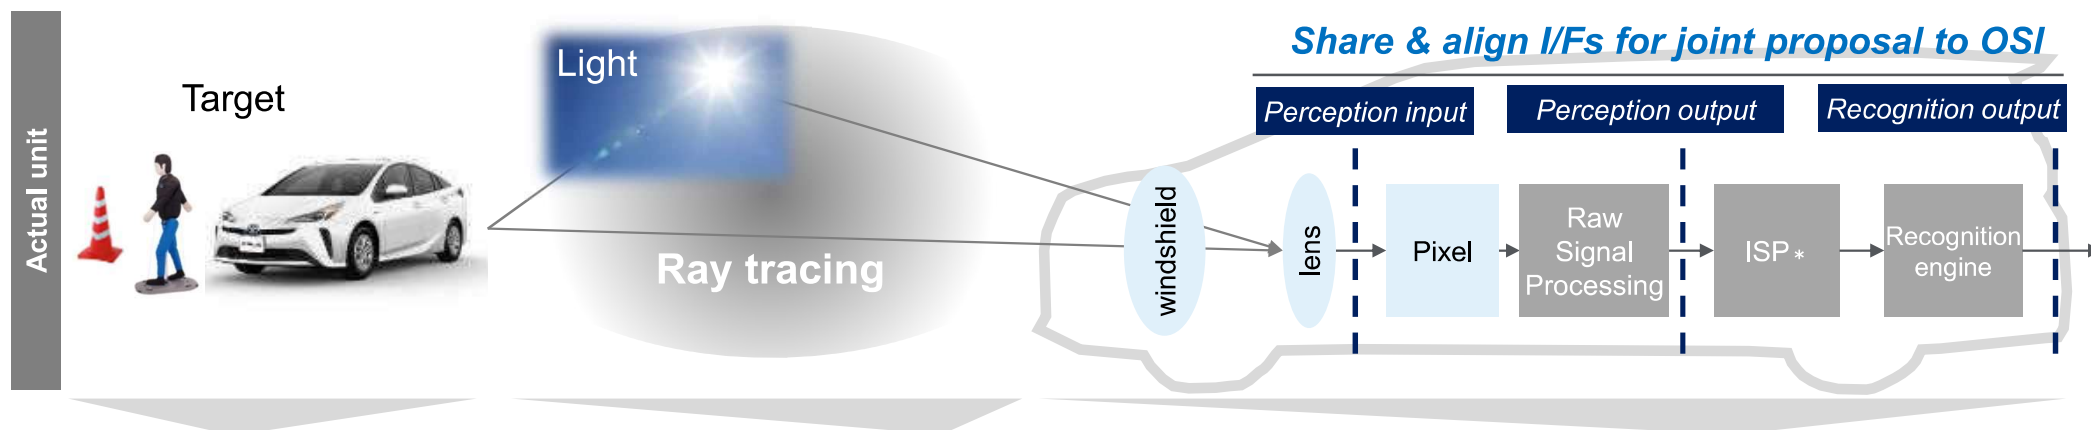 Share & align I/Fs for joint proposal to OSI
Light
Target
Perception input
Perception output
Recognition output
Actual unit
windshield
lens
Pixel
Raw
Signal
Processing
ISP*
Recognition
engine
Ray tracing